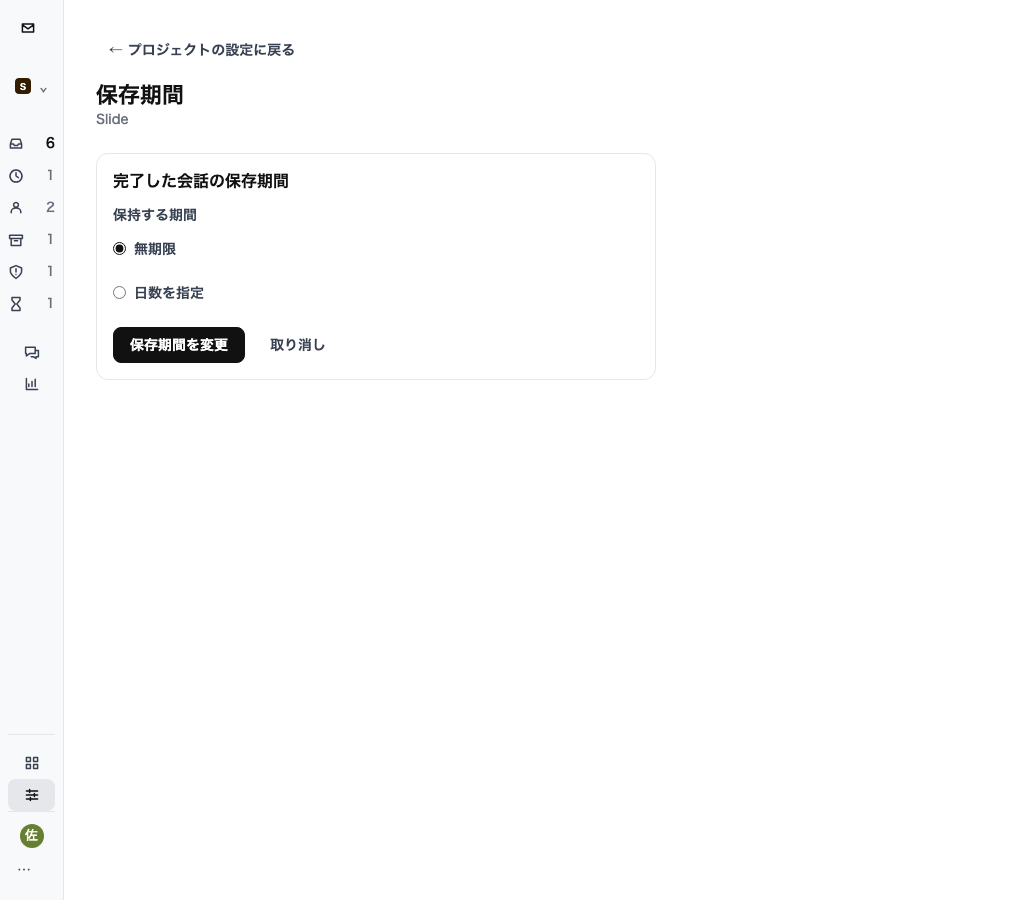 S
6
1
2
1
1
1
佐
…
← プロジェクトの設定に戻る
保存期間
Slide
完了した会話の保存期間
保持する期間
無期限
日数を指定
保存期間を変更 取り消し